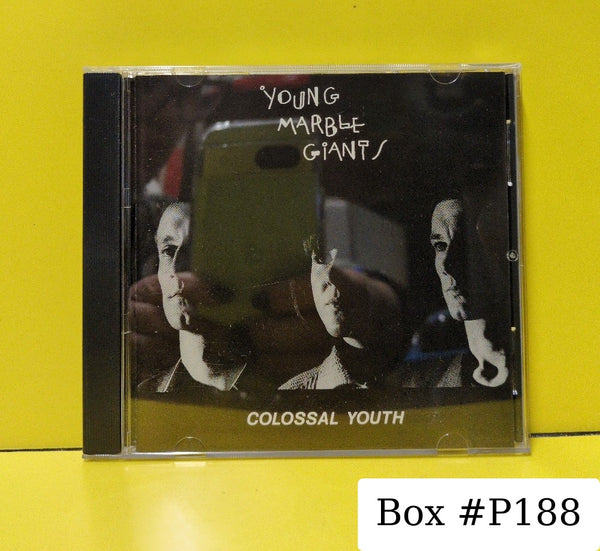 YOUNG
MARBLE
GIANTS
COLOSSAL YOUTH
Box #P188